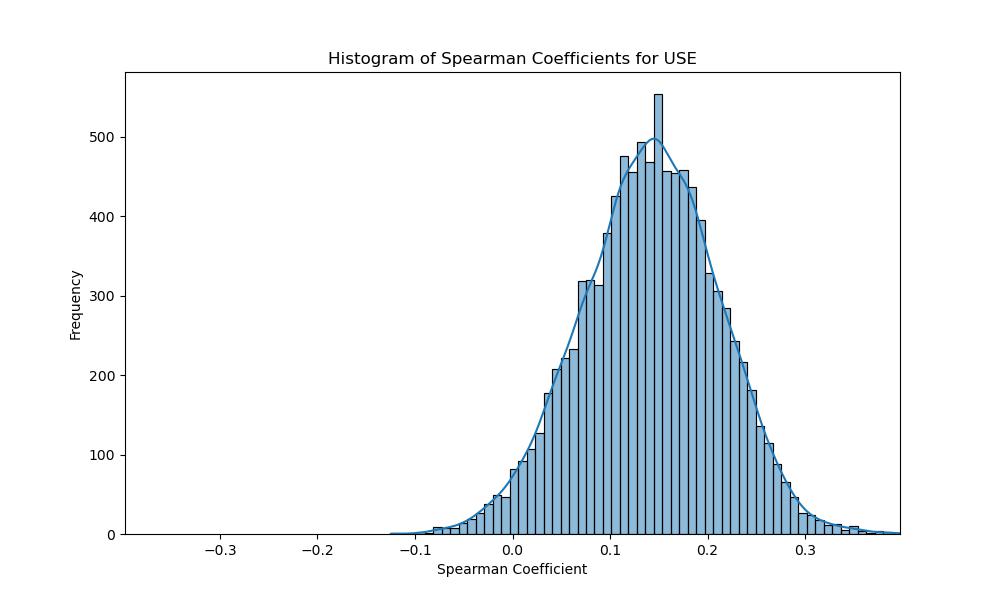 Histogram of Spearman Coefficients for USE
Frequency
500
400
300
200
100
0
−0.3 −0.2 −0.1 0.0 0.1 0.2 0.3
Spearman Coefficient